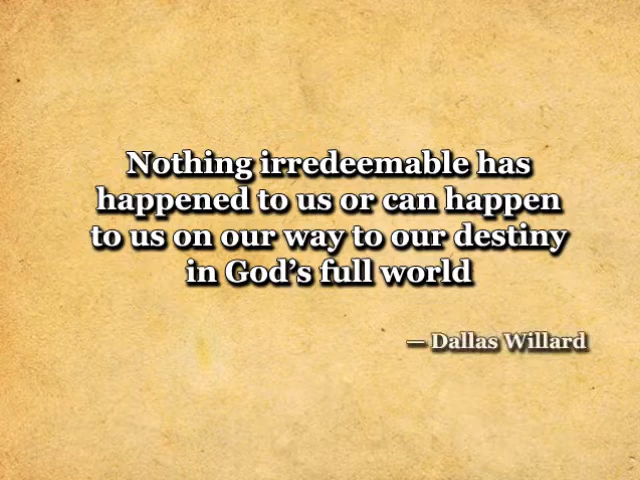 Nothing irredeemable has
happened to us or can happen
to us on our way to our destiny
in God’s full world
— Dallas Willard